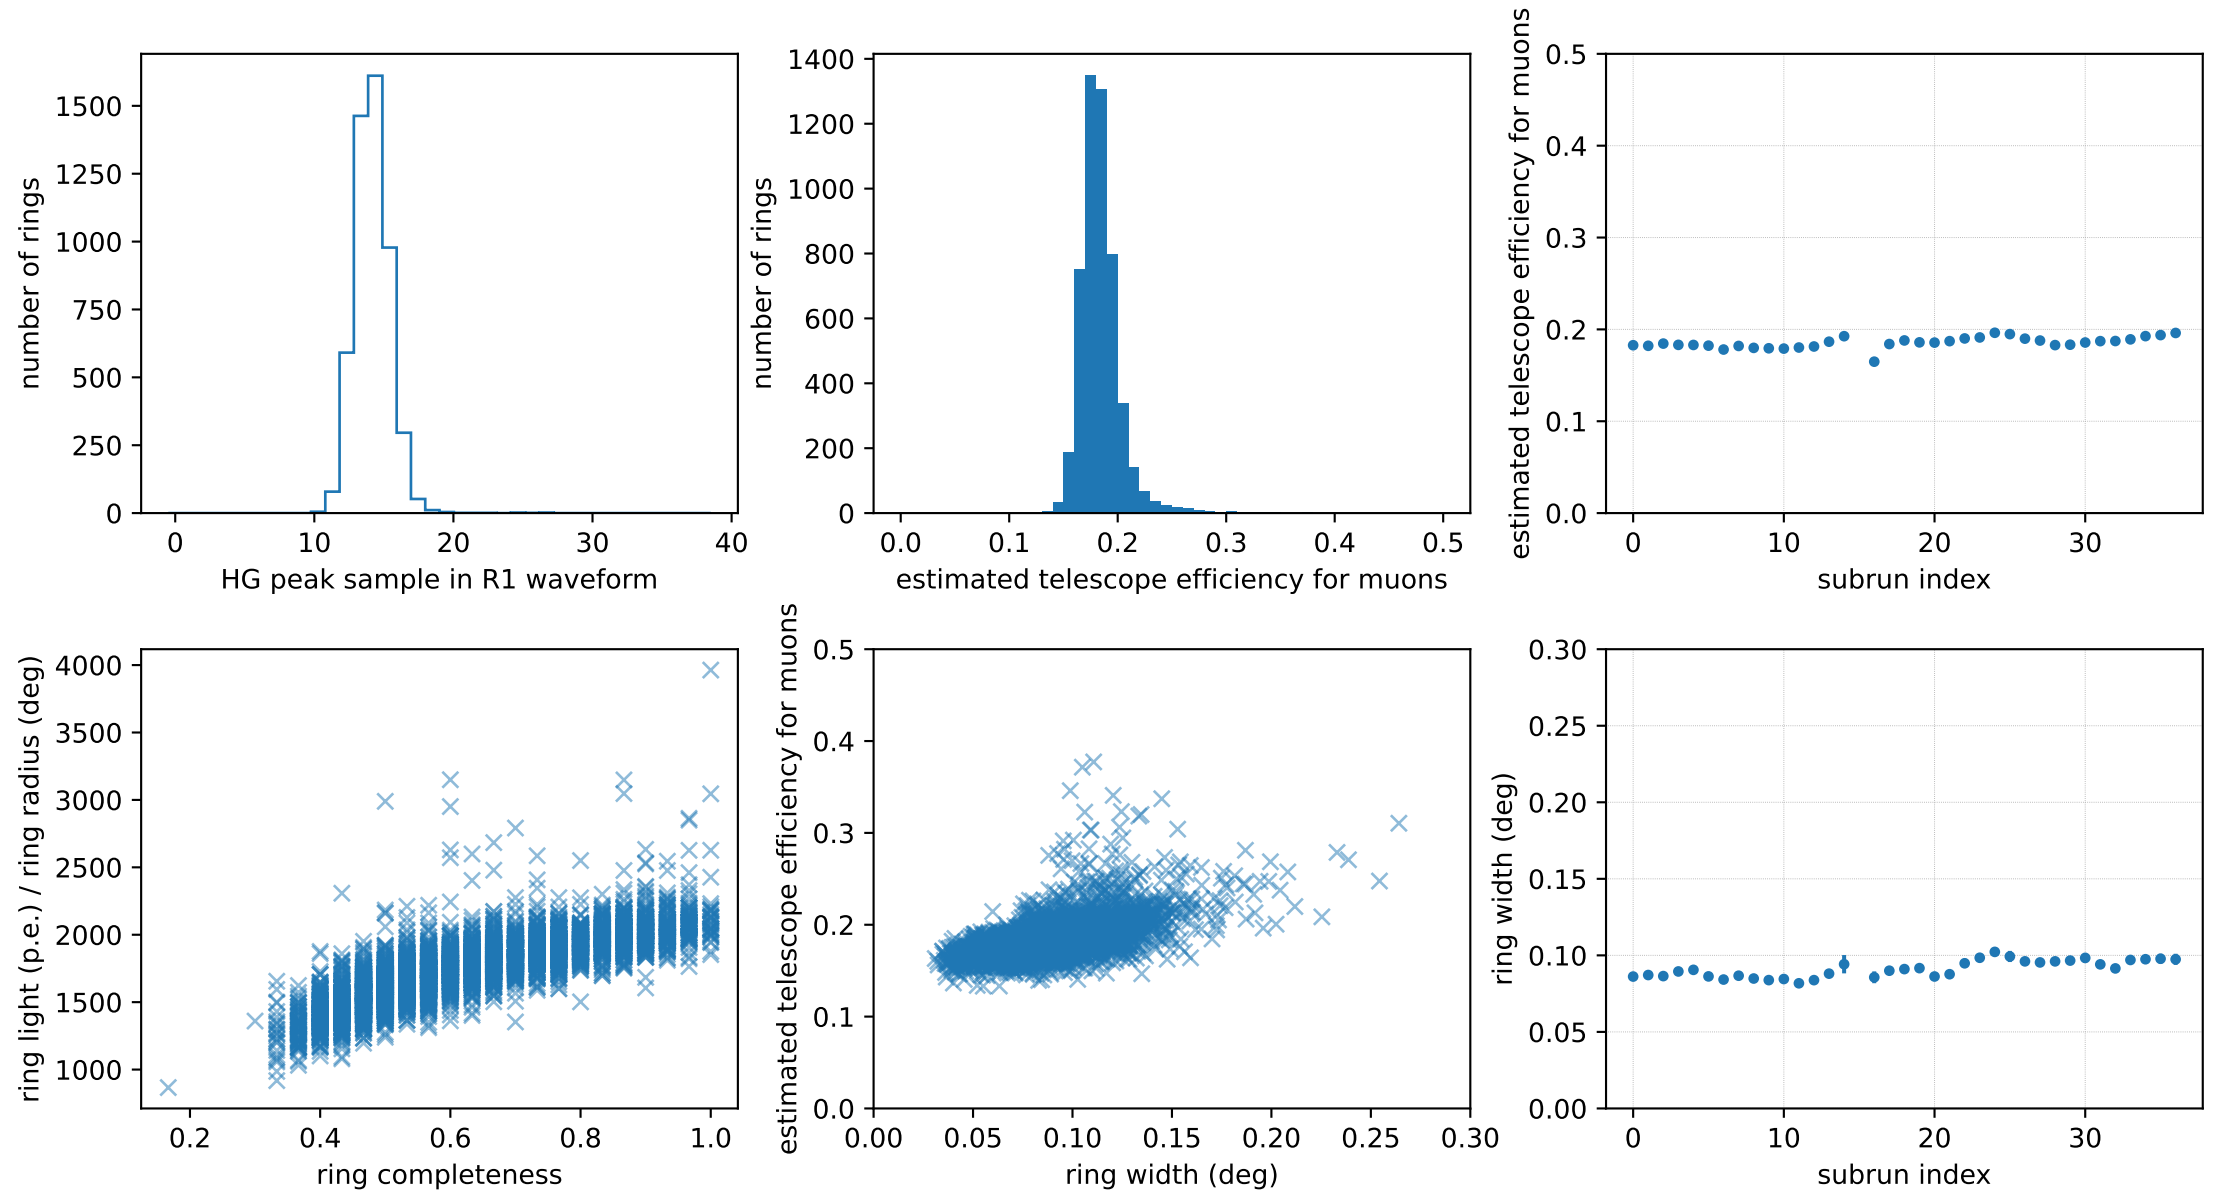 1500
1250
1000
750
500
250
0
number of rings
0 10 20 30 40
HG peak sample in R1 waveform
1400
1200
1000
800
600
400
200
0
number of rings
0.0 0.1 0.2 0.3 0.4 0.5
estimated telescope efficiency for muons
0.5
0.4
0.3
0.2
0.1
0.0
estimated telescope efficiency for muons
0 10 20 30
subrun index
4000
3500
3000
2500
2000
1500
1000
ring light (p.e.) / ring radius (deg)
0.2 0.4 0.6 0.8 1.0
ring completeness
0.5
0.4
0.3
0.2
0.1
0.0
estimated telescope efficiency for muons
0.00 0.05 0.10 0.15 0.20 0.25 0.30
ring width (deg)
0.30
0.25
0.20
0.15
0.10
0.05
0.00
ring width (deg)
0 10 20 30
subrun index